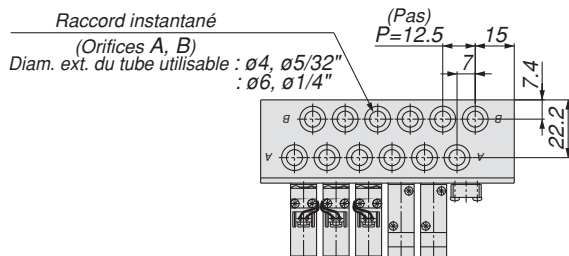 Raccord instantané
(Orifices A, B)
Diam. ext. du tube utilisable : ø4, ø5/32"
: ø6, ø1/4"
(Pas)
P=12.5
15
7
7.4
22.2
B
B
A
A